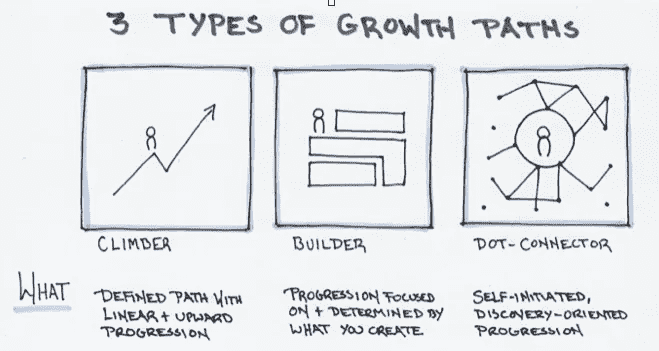 3 TYPES OF GROWTH PATHS
CLIMBER
BUILDER
DOT-CONNECTOR
WHAT
DEFINED PATH WITH
LINEAR + UPWARD
PROGRESSION
PROGRESSION FOCUSED
ON + DETERMINED BY
WHAT YOU CREATE.
SELF-INITIATED,
DISCOVERY-ORIENTED
PROGRESSION